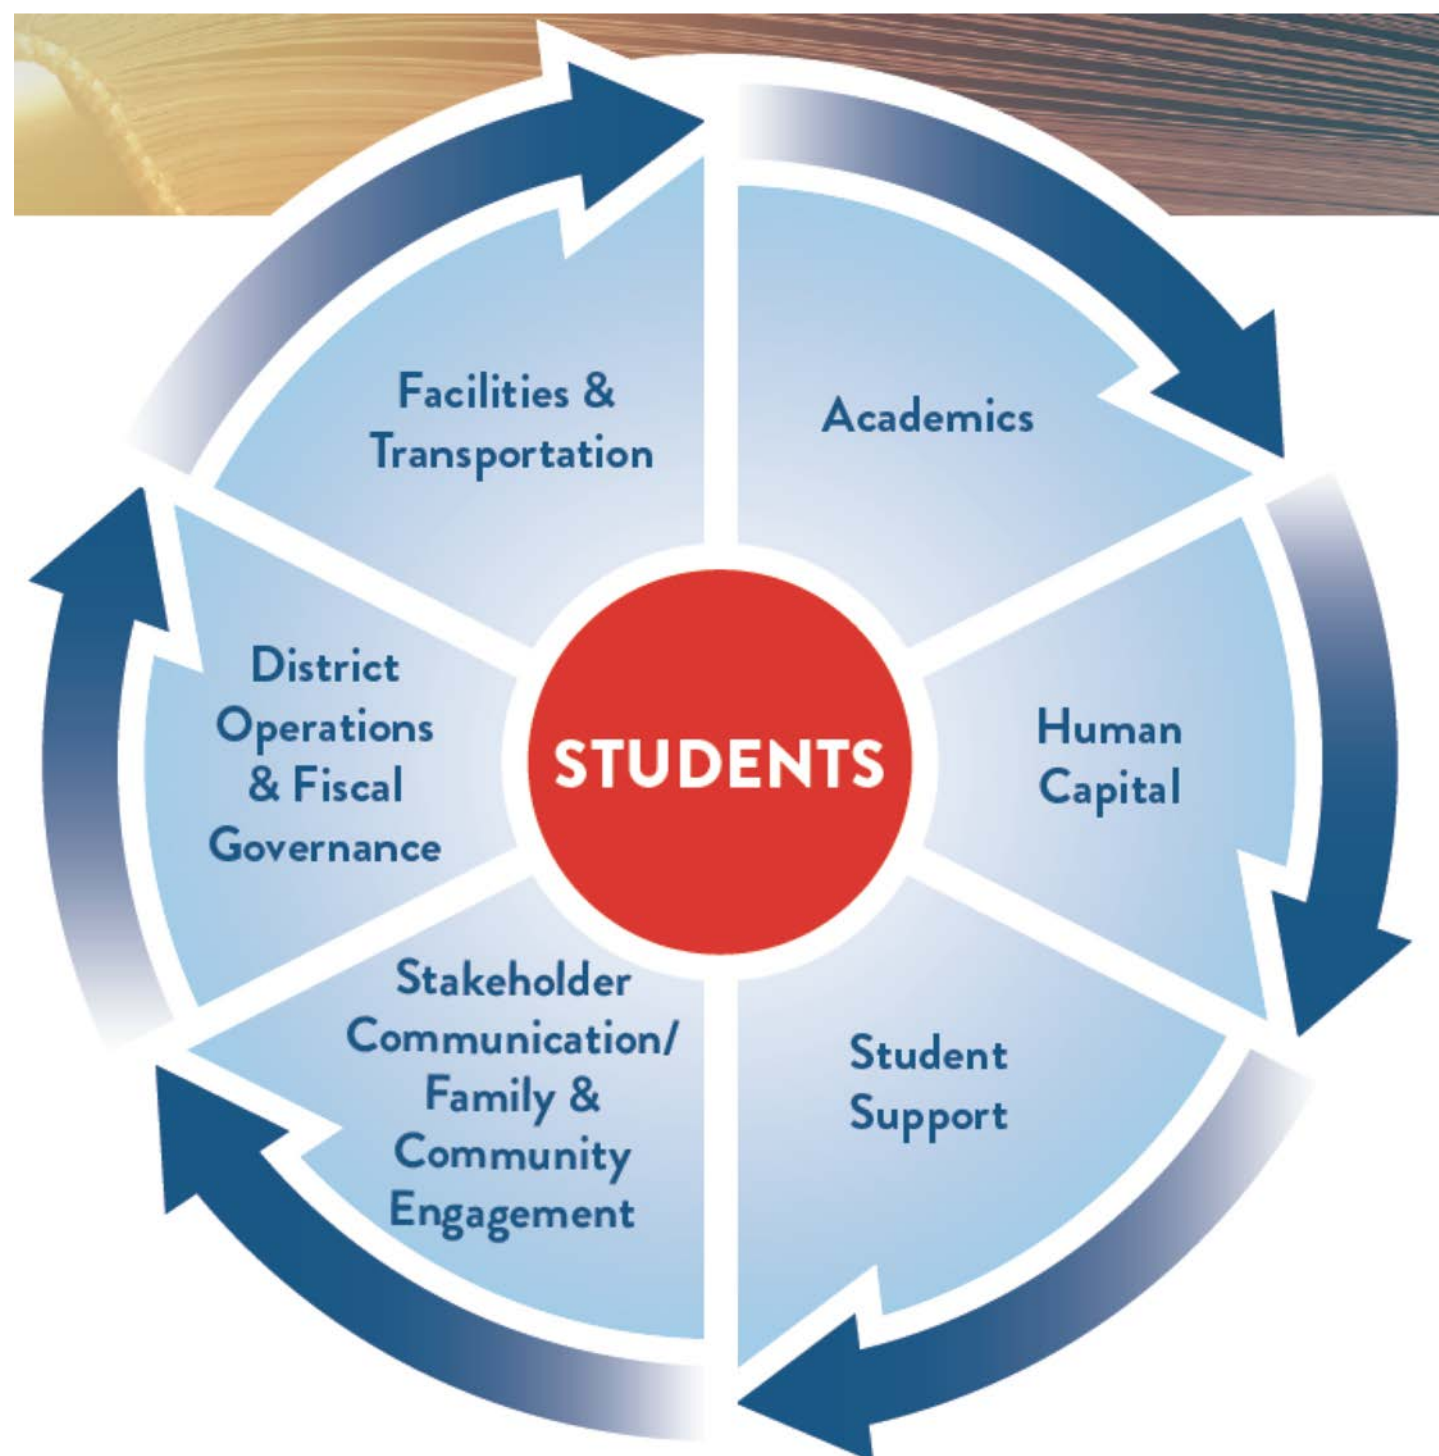 Facilities &
Transportation
Academics
District
Operations
& Fiscal
Governance
STUDENTS
Human
Capital
Stakeholder
Communication/
Family &
Community
Engagement
Student
Support